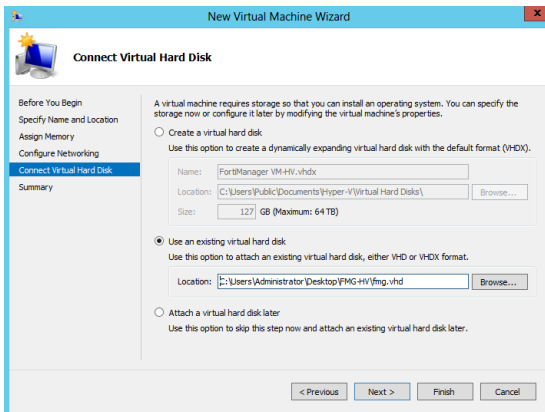 New Virtual Machine Wizard
x
Connect Virtual Hard Disk
Before You Begin
Specify Name and Location
Assign Memory
Configure Networking
Connect Virtual Hard Disk
Summary
A virtual machine requires storage so that you can install an operating system. You can specify the
storage now or configure it later by modifying the virtual machine's properties.
Create a virtual hard disk
Use this option to create a dynamically expanding virtual hard disk with the default format (VHDX).
Name: FortiManager VM-HV.vhdx
Location: C:\Users\Public\Documents\Hyper-V\Virtual Hard Disks\ Browse...
Size: 127 GB (Maximum: 64 TB)
Use an existing virtual hard disk
Use this option to attach an existing virtual hard disk, either VHD or VHDX format.
Location: C:\Users\Administrator\Desktop\FMG-HV\fmg.vhd Browse...
Attach a virtual hard disk later
Use this option to skip this step now and attach an existing virtual hard disk later.
< Previous Next > Finish Cancel